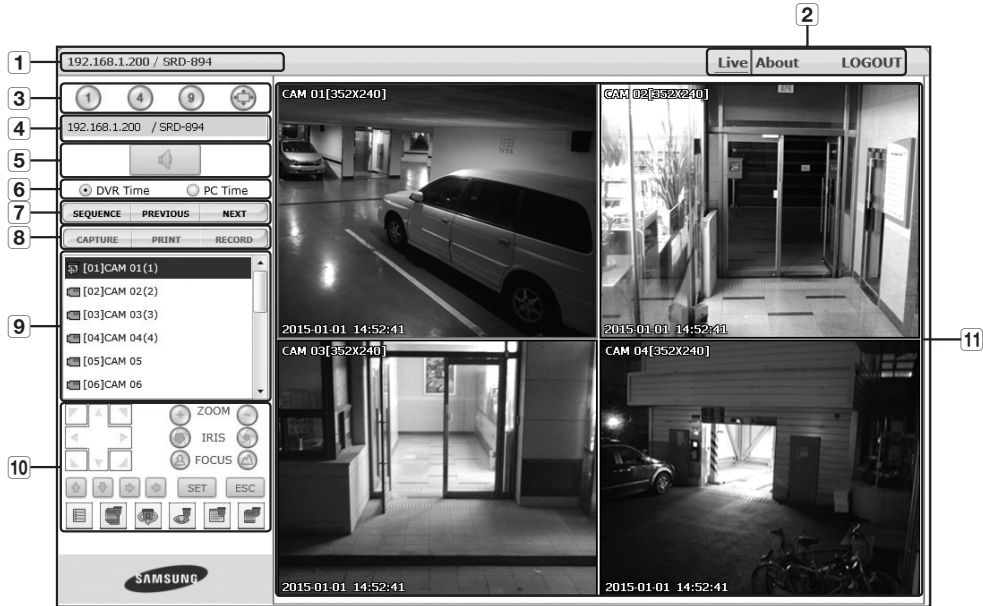 2
1
192.168.1.200 / SRD-894
Live About LOGOUT
3
1 4 9
4
192.168.1.200 / SRD-894
5
6
DVR Time PC Time
7
SEQUENCE PREVIOUS NEXT
8
CAPTURE PRINT RECORD
9
[01]CAM 01(1)
[02]CAM 02(2)
[03]CAM 03(3)
[04]CAM 04(4)
[05]CAM 05
[06]CAM 06
10
ZOOM
IRIS
FOCUS
SET ESC
SAMSUNG
CAM 01[352X240]
2015-01-01 14:52:41
CAM 02[352X240]
2015-01-01 14:52:41
11
CAM 03[352X240]
2015-01-01 14:52:41
CAM 04[352X240]
2015-01-01 14:52:41